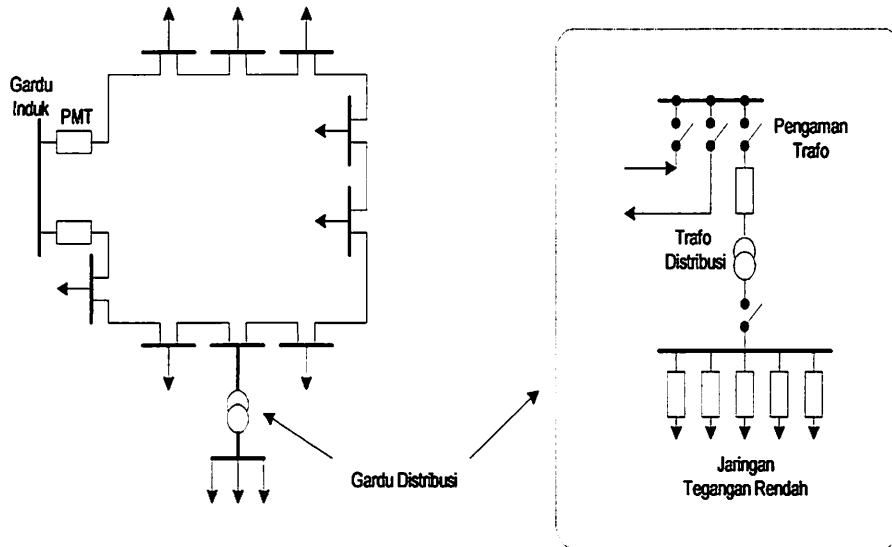 Gardu
Induk
PMT
Pengaman
Trafo
Trafo
Distribusi
Gardu Distribusi
Jaringan
Tegangan Rendah